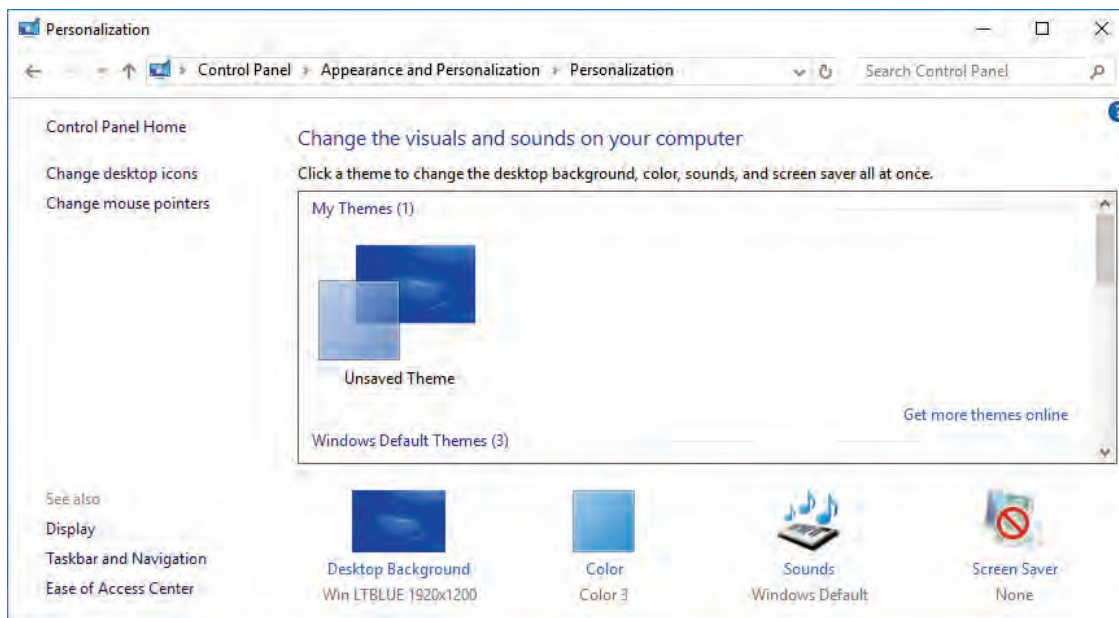 Personalization
Control Panel > Appearance and Personalization > Personalization
Search Control Panel
Control Panel Home
Change desktop icons
Change mouse pointers
Change the visuals and sounds on your computer
Click a theme to change the desktop background, color, sounds, and screen saver all at once.
My Themes (1)
Unsaved Theme
Get more themes online
Windows Default Themes (3)
See also
Display
Taskbar and Navigation
Ease of Access Center
Desktop Background
Win LTBLUE 1920x1200
Color
Color 3
Sounds
Windows Default
Screen Saver
None